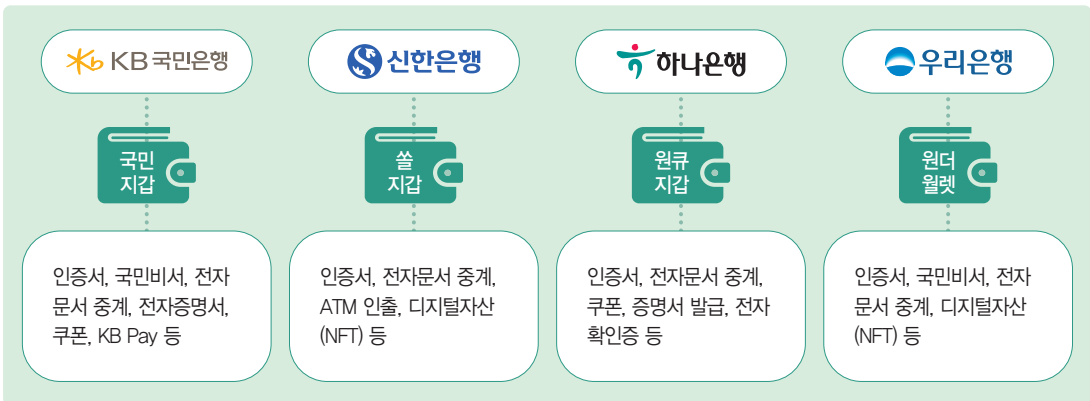 KB 국민은행
신한은행
하나은행
우리은행
국민
지갑
쏠
지갑
원큐
지갑
원더
월렛
인증서, 국민비서, 전자
문서 중계, 전자증명서,
쿠폰, KB Pay 등
인증서, 전자문서 중계,
ATM 인출, 디지털자산
(NFT) 등
인증서, 전자문서 중계,
쿠폰, 증명서 발급, 전자
확인증 등
인증서, 국민비서, 전자
문서 중계, 디지털자산
(NFT) 등